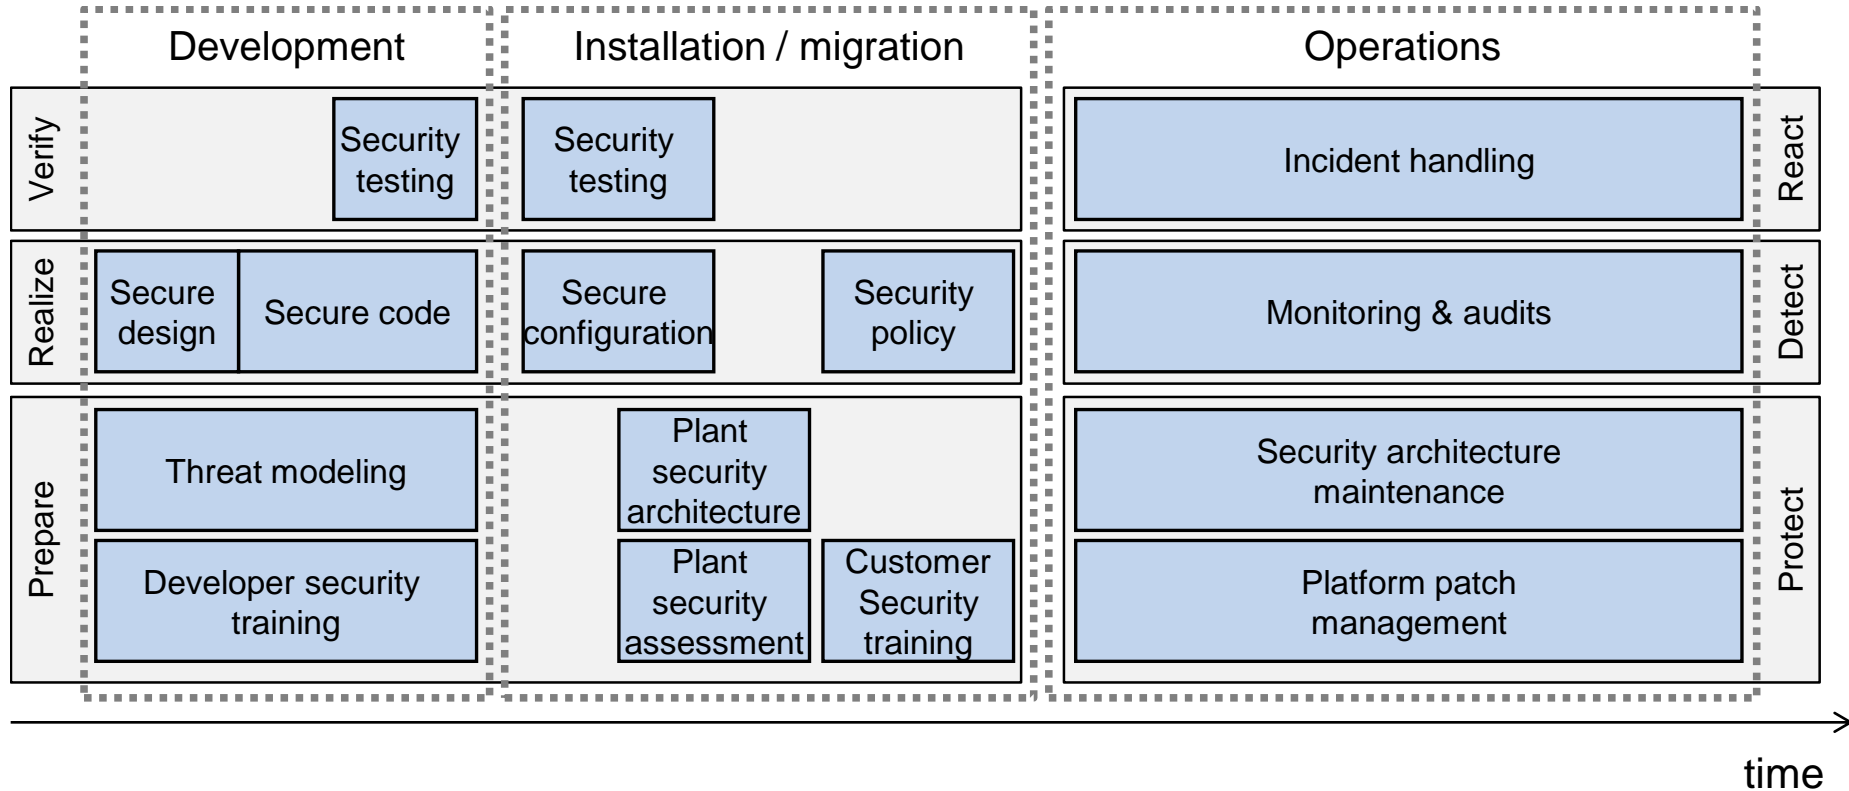 Development
Installation / migration
Operations
Verify
Security
testing
Security
testing
Incident handling
React
Realize
Secure
design
Secure code
Secure
configuration
Security
policy
Monitoring & audits
Detect
Prepare
Threat modeling
Plant
security
architecture
Security architecture
maintenance
Protect
Developer security
training
Plant
security
assessment
Customer
Security
training
Platform patch
management
time